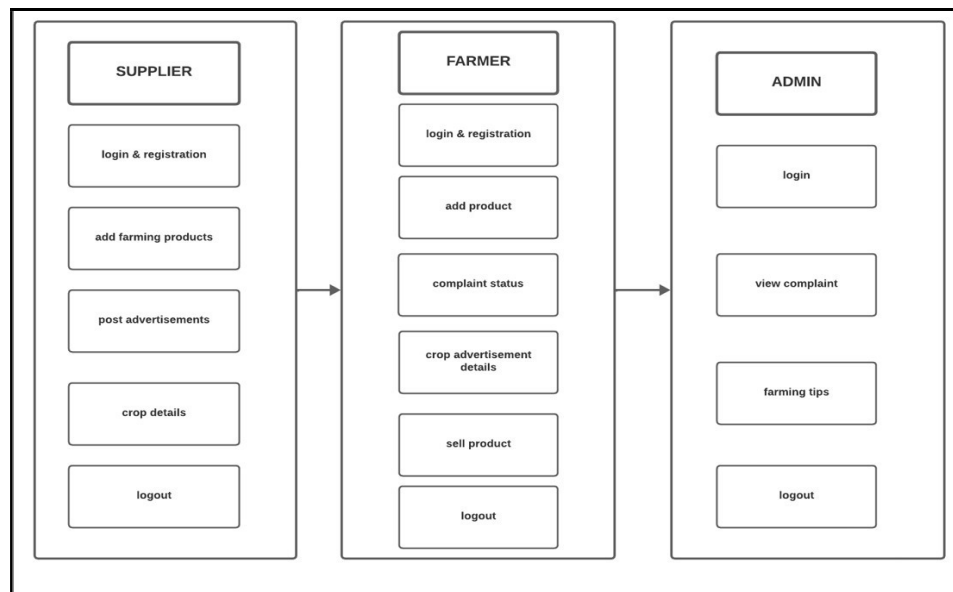 SUPPLIER
login & registration
add farming products
post advertisements
crop details
logout
FARMER
login & registration
add product
complaint status
crop advertisement
details
sell product
logout
ADMIN
login
view complaint
farming tips
logout